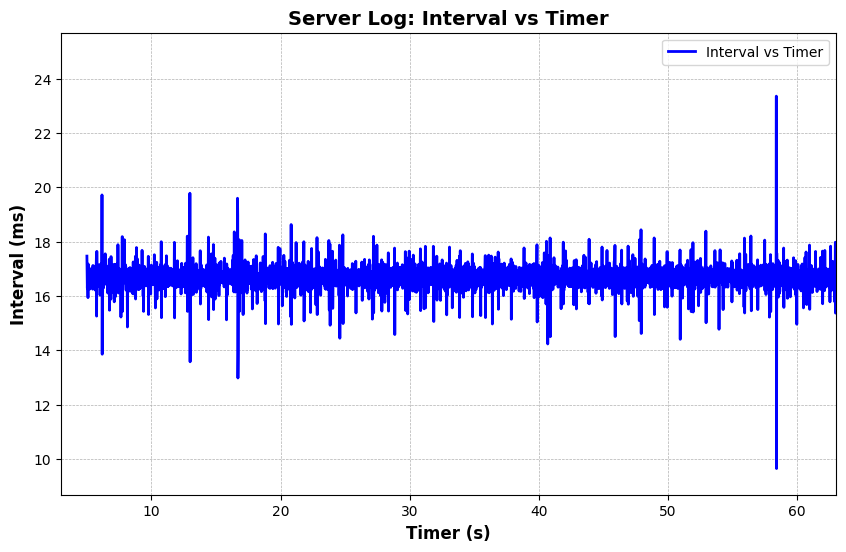 Server Log: Interval vs Timer
Interval vs Timer
24
22
20
18
16
14
12
10
Interval (ms)
10 20 30 40 50 60
Timer (s)